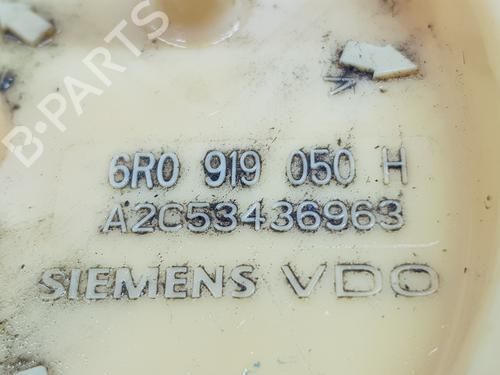 B-PARTS
6R0 919 050 H
A2C53436963
SIEMENS VDO